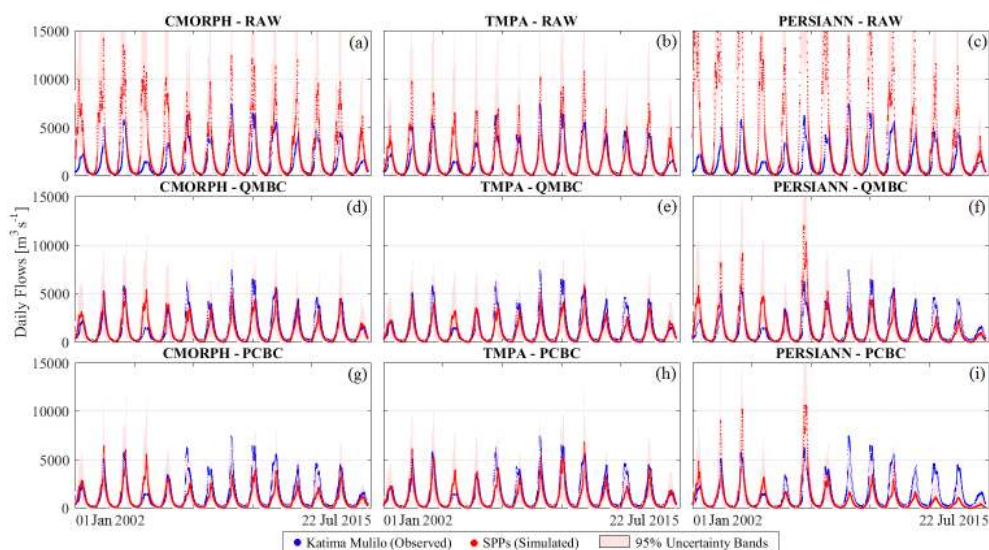 CMORPH - RAW
TMPA - RAW
PERSIANN - RAW
15000
10000
5000
0
(a)
(b)
(c)
CMORPH - QMBC
TMPA - QMBC
PERSIANN - QMBC
15000
10000
5000
0
(d)
(e)
(f)
Daily Flows [m³ s⁻¹]
CMORPH - PCBC
TMPA - PCBC
PERSIANN - PCBC
15000
10000
5000
0
(g)
(h)
(i)
01 Jan 2002 22 Jul 2015
01 Jan 2002 22 Jul 2015
01 Jan 2002 22 Jul 2015
Katima Mulilo (Observed) SPPs (Simulated) 95% Uncertainty Bands